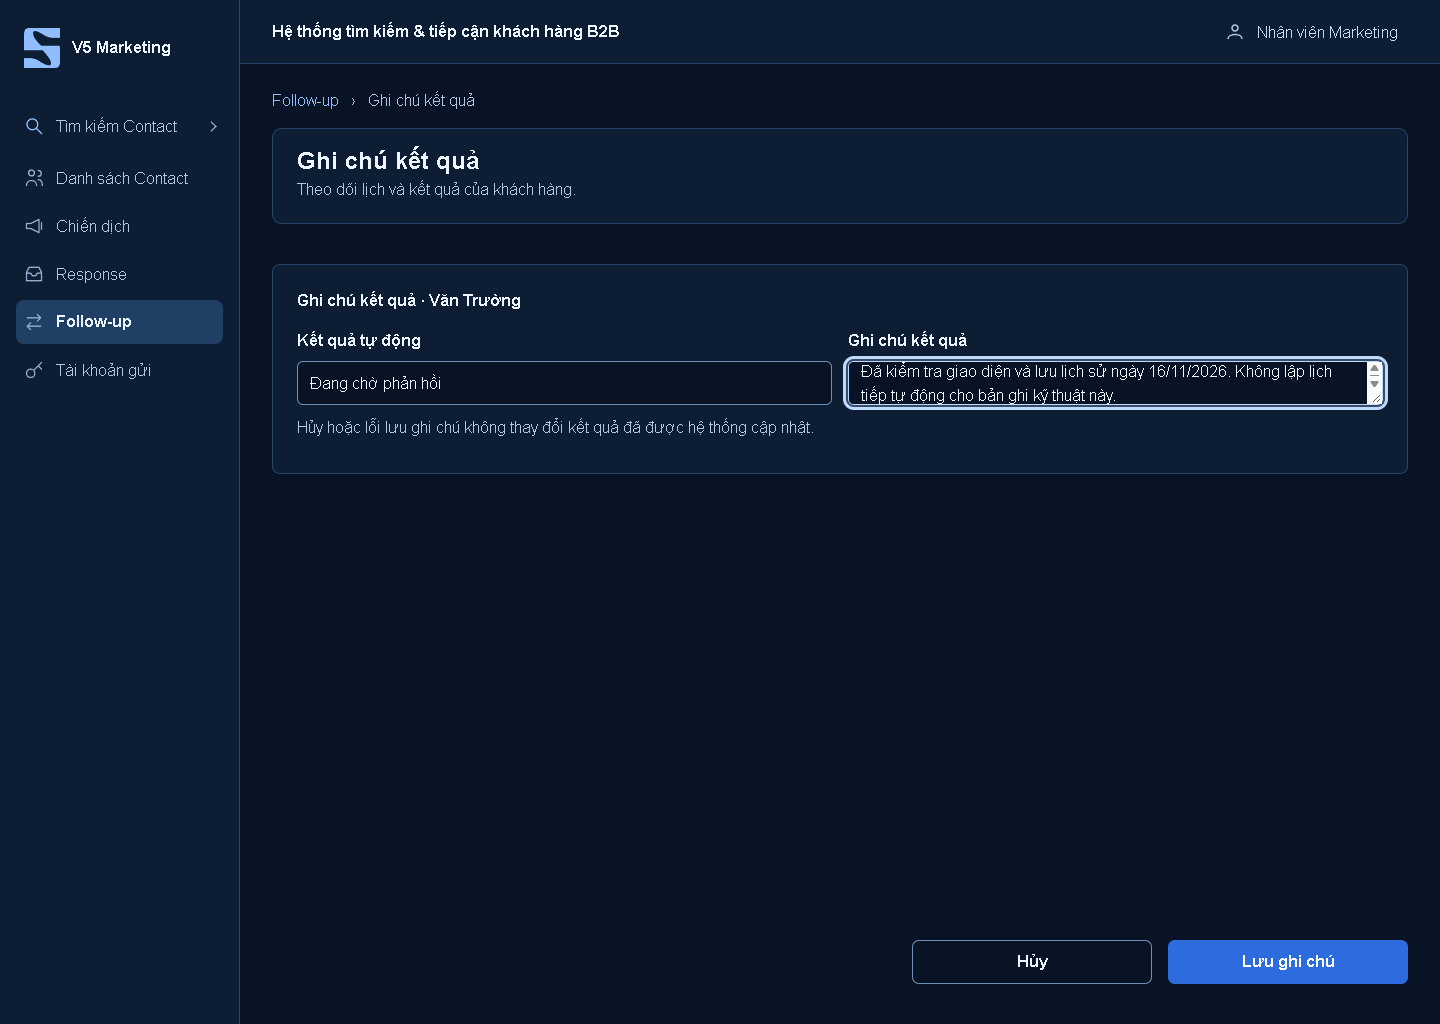 V5 Marketing
Hệ thống tìm kiếm & tiếp cận khách hàng B2B
Nhân viên Marketing
Tìm kiếm Contact
Danh sách Contact
Chiến dịch
Response
Follow-up
Tài khoản gửi
Follow-up › Ghi chú kết quả
Ghi chú kết quả
Theo dõi lịch và kết quả của khách hàng.
Ghi chú kết quả · Văn Trường
Kết quả tự động
Đang chờ phản hồi
Ghi chú kết quả
Đã kiểm tra giao diện và lưu lịch sử ngày 16/11/2026. Không lập lịch
tiếp tự động cho bản ghi kỹ thuật này.
Hủy hoặc lỗi lưu ghi chú không thay đổi kết quả đã được hệ thống cập nhật.
Hủy
Lưu ghi chú